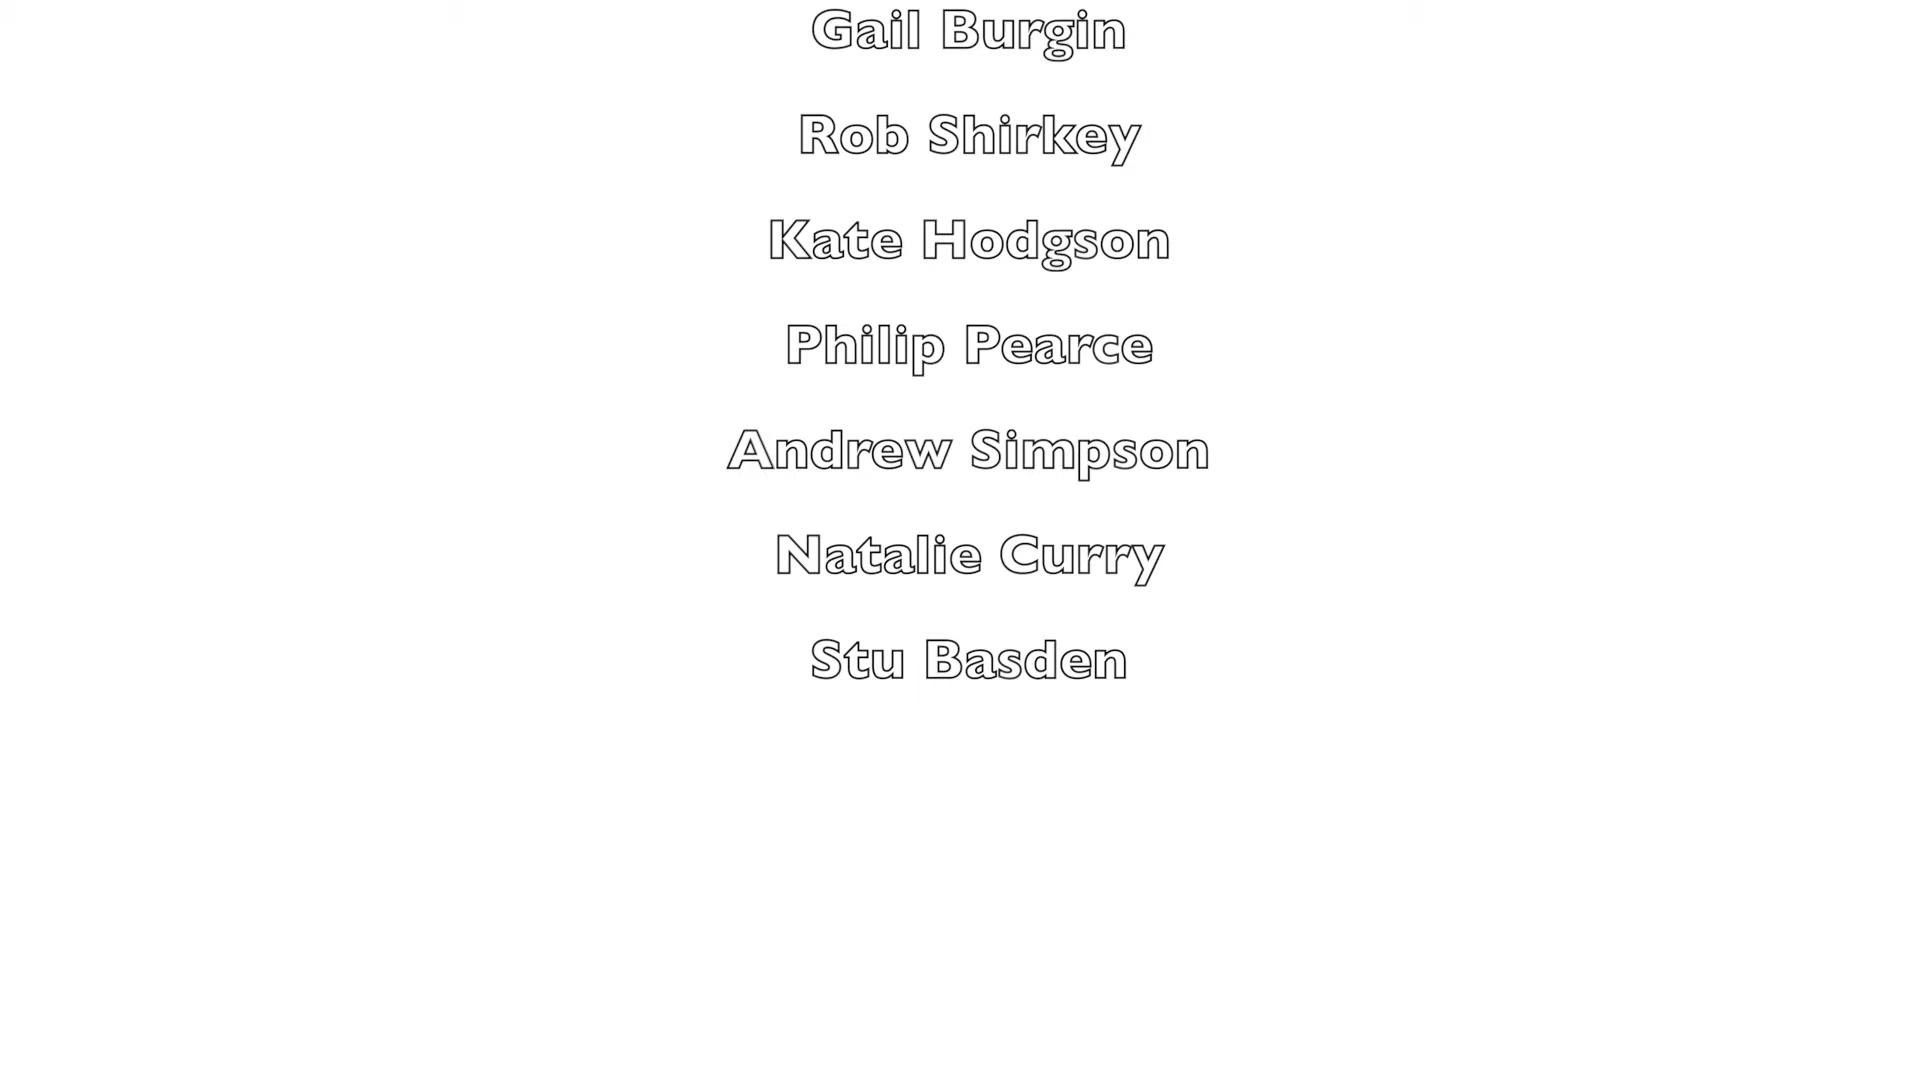 Gail Burgin
Rob Shirkey
Kate Hodgson
Philip Pearce
Andrew Simpson
Natalie Curry
Stu Basden